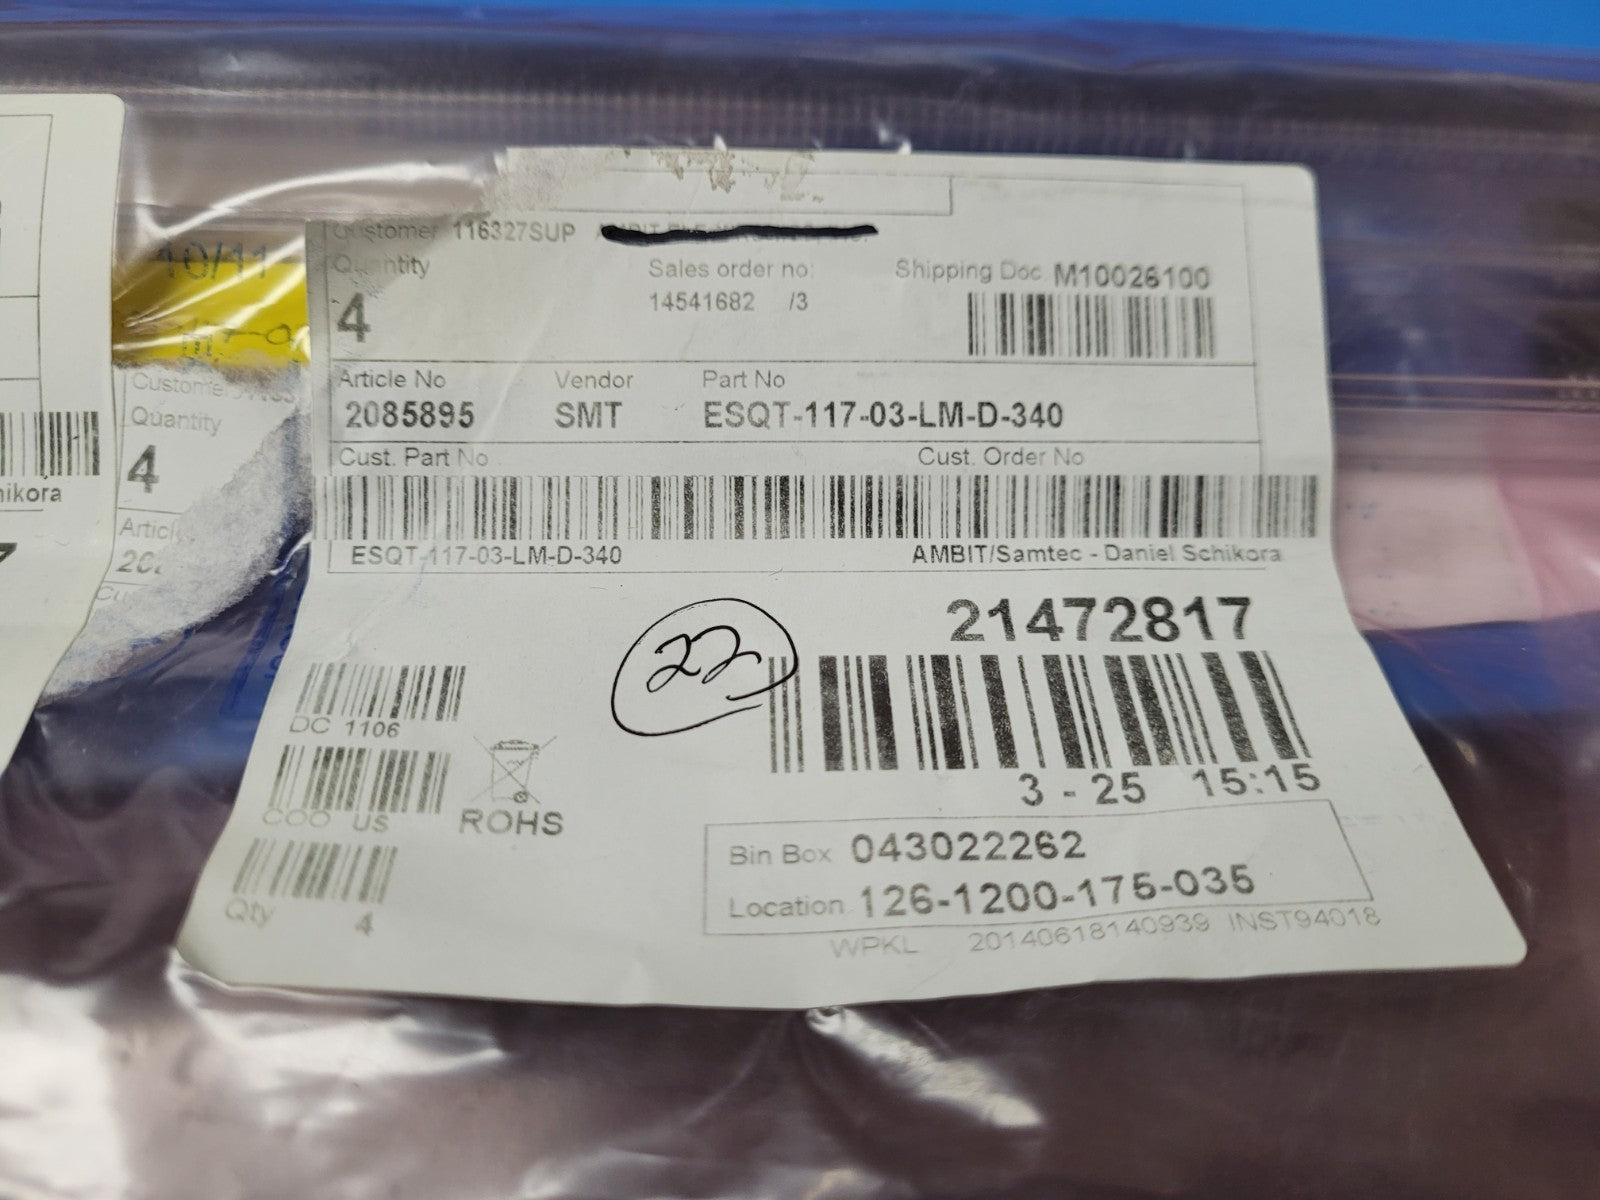 Customer 116327SUP
Quantity Sales order no: Shipping Doc. M10026100
4 14541682 /3
Article No Vendor Part No
2085895 SMT ESQT-117-03-LM-D-340
Cust. Part No Cust. Order No
ESQT-117-03-LM-D-340 AMBIT/Samtec - Daniel Schikora
21472817
22
DC 1106
3 - 25 15:15
COO US
ROHS
Bin Box 043022262
Location 126-1200-175-035
Qty 4
WPKL 20140618140939 INST94018
10/11
Customer
Quantity
4
hikora